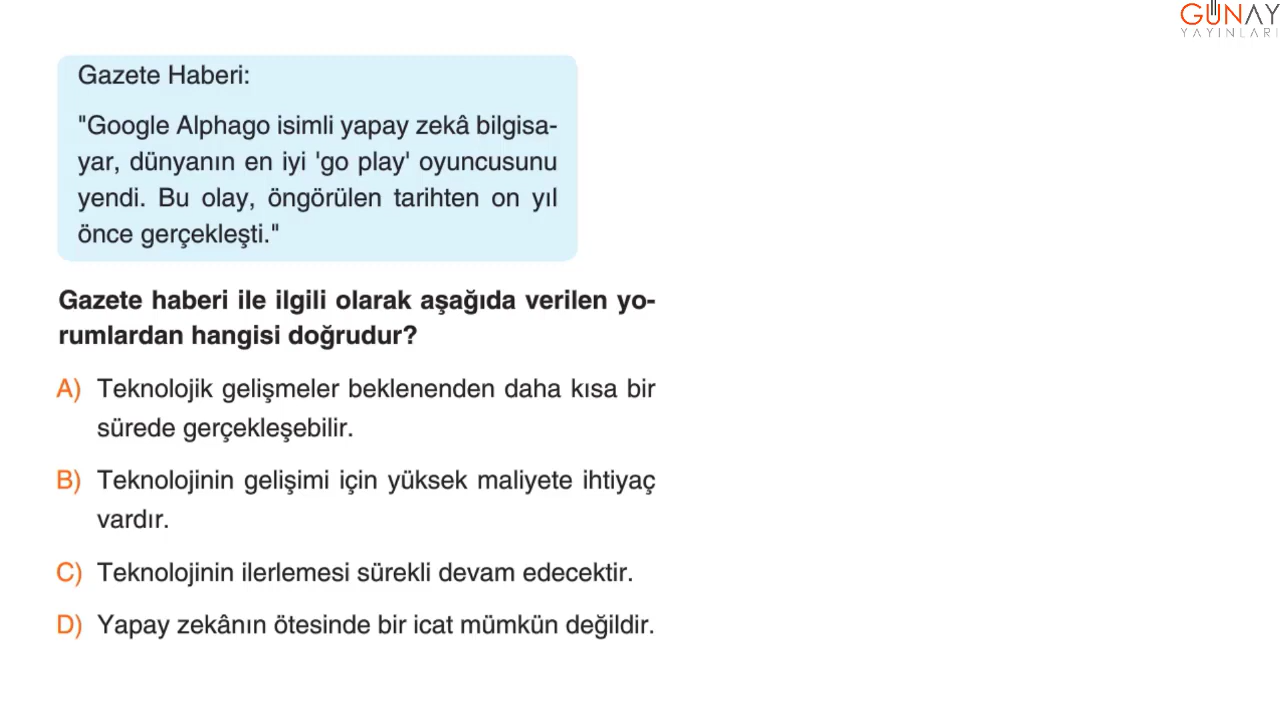 GÜNAY
YAYINLARI
Gazete Haberi:
"Google Alphago isimli yapay zekâ bilgisa-
yar, dünyanın en iyi 'go play' oyuncusunu
yendi. Bu olay, öngörülen tarihten on yıl
önce gerçekleşti."
Gazete haberi ile ilgili olarak aşağıda verilen yo-
rumlardan hangisi doğrudur?
A) Teknolojik gelişmeler beklenenden daha kısa bir
sürede gerçekleşebilir.
B) Teknolojinin gelişimi için yüksek maliyete ihtiyaç
vardır.
C) Teknolojinin ilerlemesi sürekli devam edecektir.
D) Yapay zekânın ötesinde bir icat mümkün değildir.